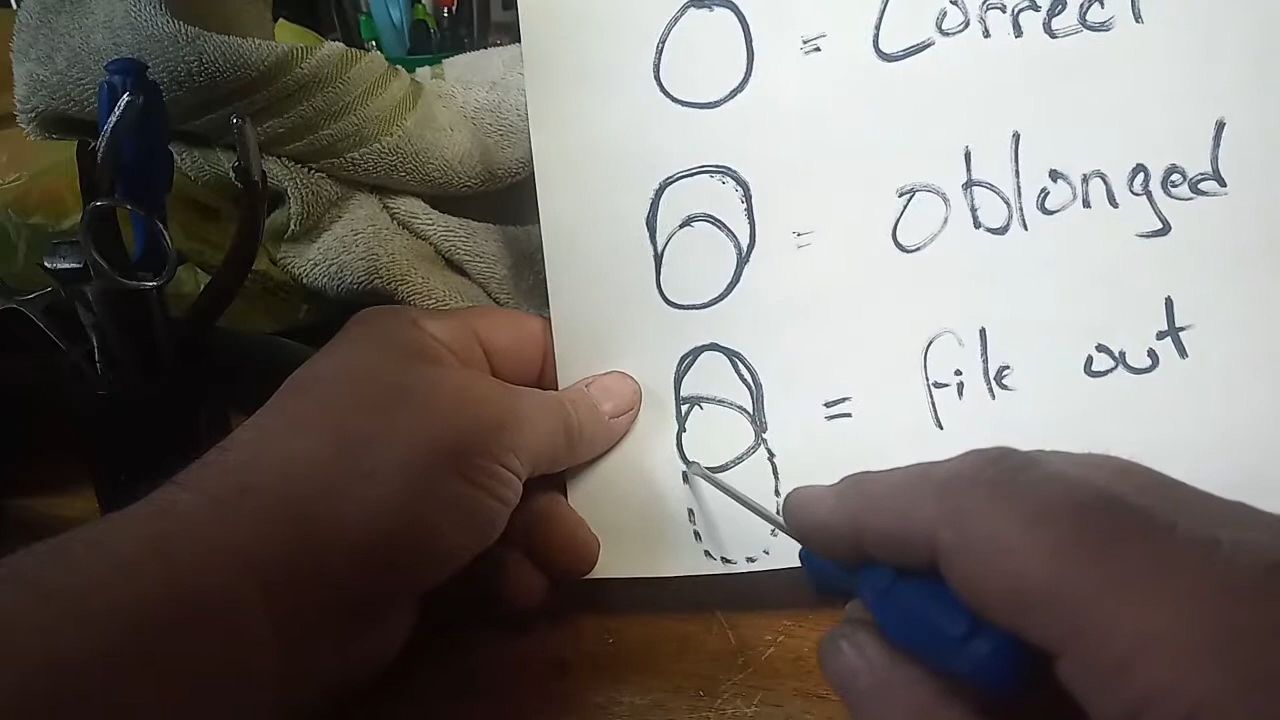 = Correct
= oblonged
= file out